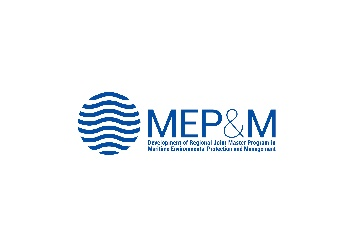 MEP&M
Development of Regional Joint Master Program in
Maritime Environmental Protection and Management